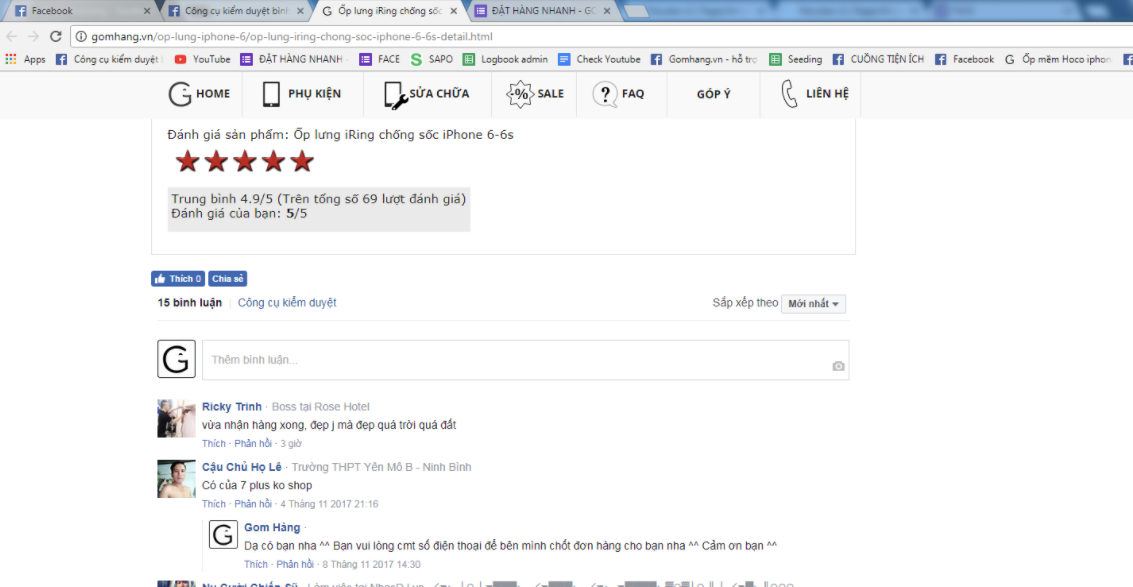 Facebook
Công cụ kiểm duyệt bình
Ốp lưng iRing chống sốc
ĐẶT HÀNG NHANH - GO
gomhang.vn/op-lung-iphone-6/op-lung-iring-chong-soc-iphone-6-6s-detail.html
Apps Công cụ kiểm duyệt YouTube ĐẶT HÀNG NHANH - FACE SAPO Logbook admin Check Youtube Gomhang.vn - hỗ trợ Seeding CUỒNG TIỆN ÍCH Facebook Ốp mềm Hoco iphon
HOME PHỤ KIỆN SỬA CHỮA % SALE ? FAQ GÓP Ý LIÊN HỆ
Đánh giá sản phẩm: Ốp lưng iRing chống sốc iPhone 6-6s
Trung bình 4.9/5 (Trên tổng số 69 lượt đánh giá)
Đánh giá của bạn: 5/5
Thích 0 Chia sẻ
15 bình luận Công cụ kiểm duyệt Sắp xếp theo Mới nhất
Thêm bình luận...
Ricky Trinh · Boss tại Rose Hotel
vừa nhận hàng xong, đẹp j mà đẹp quá trời quá đất
Thích · Phản hồi · 3 giờ
Cậu Chủ Họ Lê · Trường THPT Yên Mô B - Ninh Bình
Có của 7 plus ko shop
Thích · Phản hồi · 4 Tháng 11 2017 21:16
Gom Hàng ·
Dạ có bạn nha ^^ Bạn vui lòng cmt số điện thoại để bên mình chốt đơn hàng cho bạn nha ^^ Cảm ơn bạn ^^
Thích · Phản hồi · 8 Tháng 11 2017 14:30